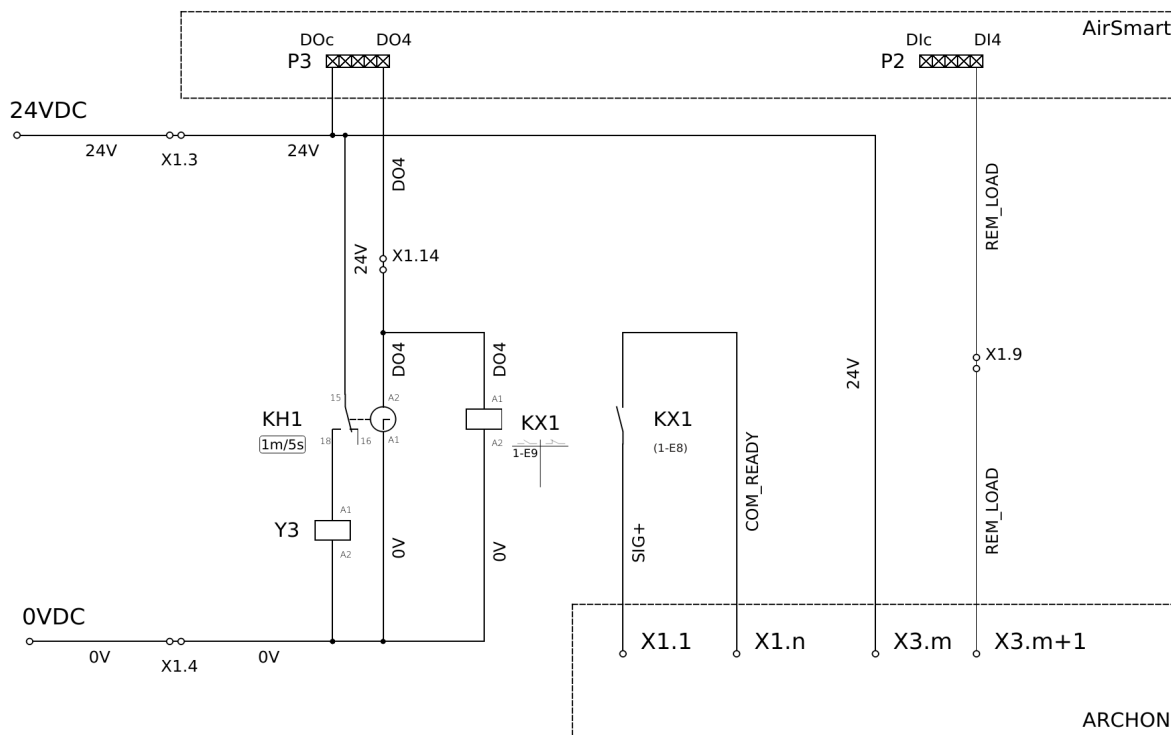 AirSmart
DOc DO4
P3
DIc DI4
P2
24VDC
24V
X1.3
24V
DO4
REM_LOAD
24V
X1.14
X1.9
DO4
DO4
24V
15
A2
A1
KH1
1m/5s
18
16
A1
A2
KX1
1-E9
KX1
(1-E8)
COM_READY
REM_LOAD
A1
Y3
A2
0V
0V
SIG+
0VDC
0V
X1.4
0V
X1.1
X1.n
X3.m
X3.m+1
ARCHON